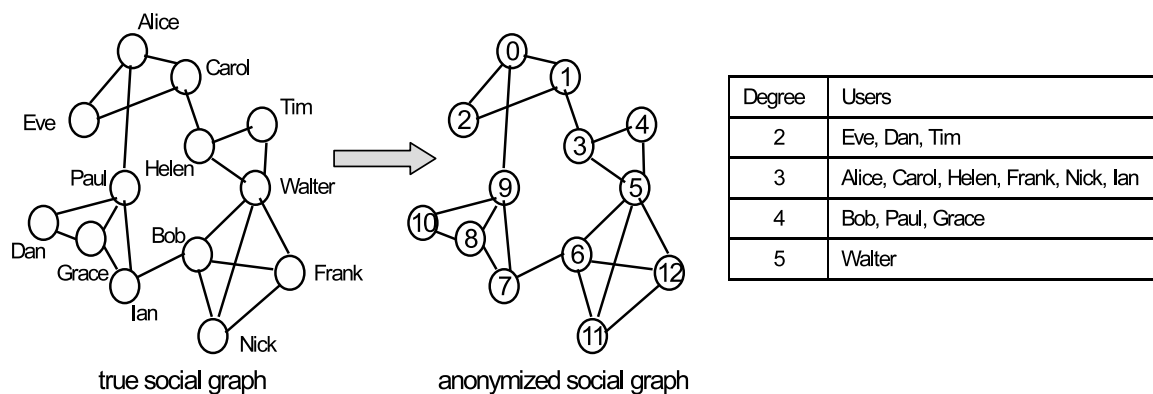 Alice
Carol
Eve
Tim
Helen
Paul
Walter
Dan
Grace
Bob
Frank
Ian
Nick
true social graph
0
1
2
4
3
9
5
10
8
6
12
7
11
anonymized social graph
Degree Users
2 Eve, Dan, Tim
3 Alice, Carol, Helen, Frank, Nick, Ian
4 Bob, Paul, Grace
5 Walter